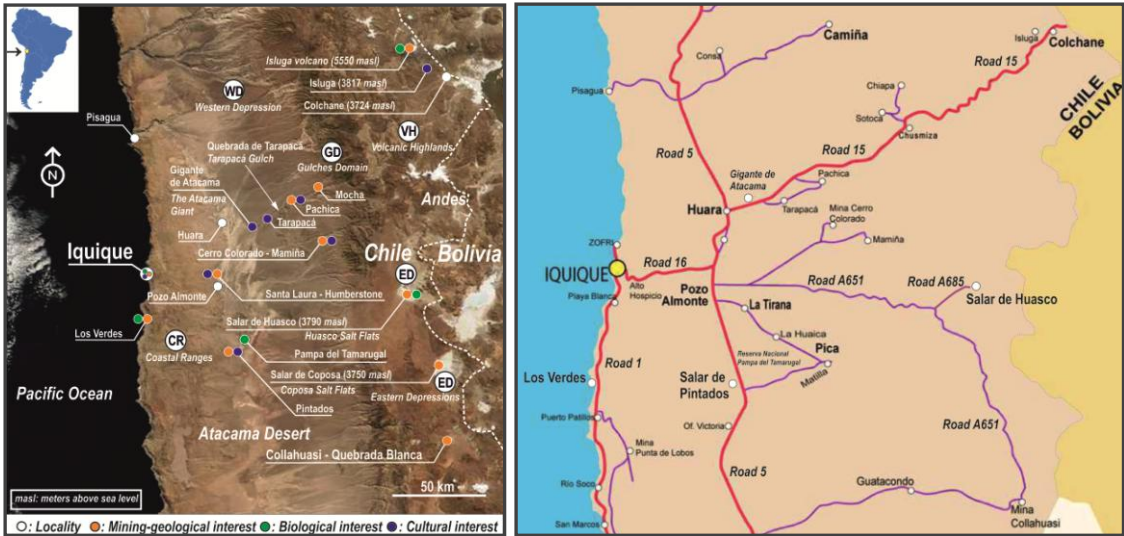 Isluga volcano (5550 masl)
Isluga (3817 masl)
Colchane (3724 masl)
WD
Western Depression
VH
Volcanic Highlands
Pisagua
N
Quebrada de Tarapacá
Tarapacá Gulch
GD
Gulches Domain
Gigante
de Atacama
The Atacama
Giant
Mocha
Pachica
Tarapacá
Andes
Huara
Cerro Colorado - Mamiña
Iquique
Chile
Bolivia
ED
Pozo Almonte
Santa Laura - Humberstone
Los Verdes
Salar de Huasco (3790 masl)
Huasco Salt Flats
CR
Coastal Ranges
Pampa del Tamarugal
Salar de Coposa (3750 masl)
Coposa Salt Flats
ED
Eastern Depressions
Pacific Ocean
Pintados
Atacama Desert
Collahuasi - Quebrada Blanca
masl: meters above sea level
50 km
: Locality : Mining-geological interest : Biological interest : Cultural interest
Camiña
Isluga
Colchane
Consa
Road 15
Pisagua
Chiapa
CHILE
BOLIVIA
Sotoca
Chusmiza
Road 5
Road 15
Gigante de
Atacama
Pachica
Huara
Tarapacá
Mina Cerro
Colorado
Mamiña
ZOFRI
IQUIQUE
Road 16
Alto
Hospicio
Playa Blanca
Pozo
Almonte
Road A651
Road A685
Salar de Huasco
La Tirana
La Huaica
Pica
Reserva Nacional
Pampa del Tamarugal
Matilla
Road 1
Los Verdes
Salar de
Pintados
Puerto Patillos
Of. Victoria
Road A651
Mina
Punta de Lobos
Road 5
Guatacondo
Río Soco
Mina
Collahuasi
San Marcos